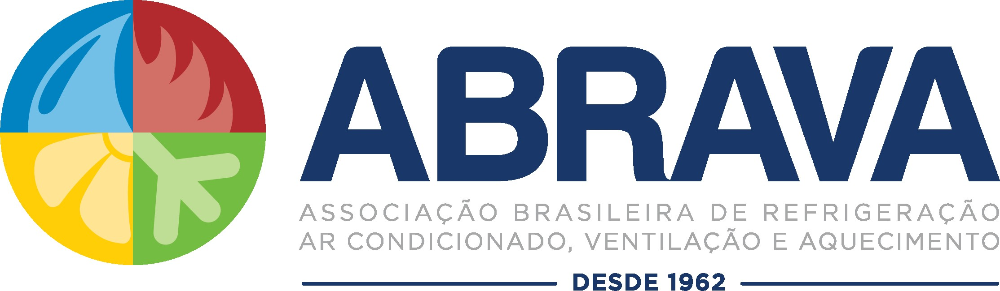 ABRAVA
ASSOCIAÇÃO BRASILEIRA DE REFRIGERAÇÃO
AR CONDICIONADO, VENTILAÇÃO E AQUECIMENTO
DESDE 1962